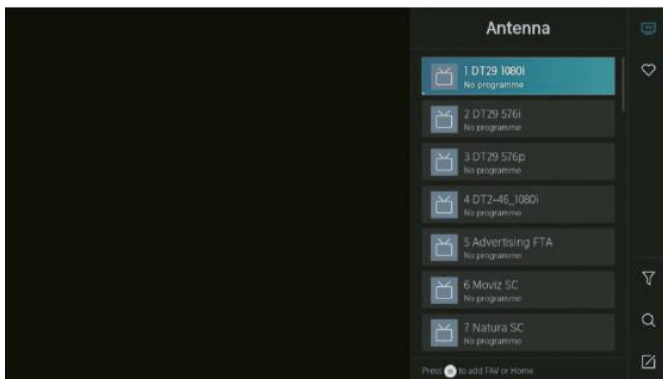 Antenna
1 DT29 1080i
No programme
2 DT29 576i
No programme
3 DT29 576p
No programme
4 DT2-46_1080i
No programme
5 Advertising FTA
No programme
6 Moviz SC
No programme
7 Natura SC
No programme
Press to add FAV or Home